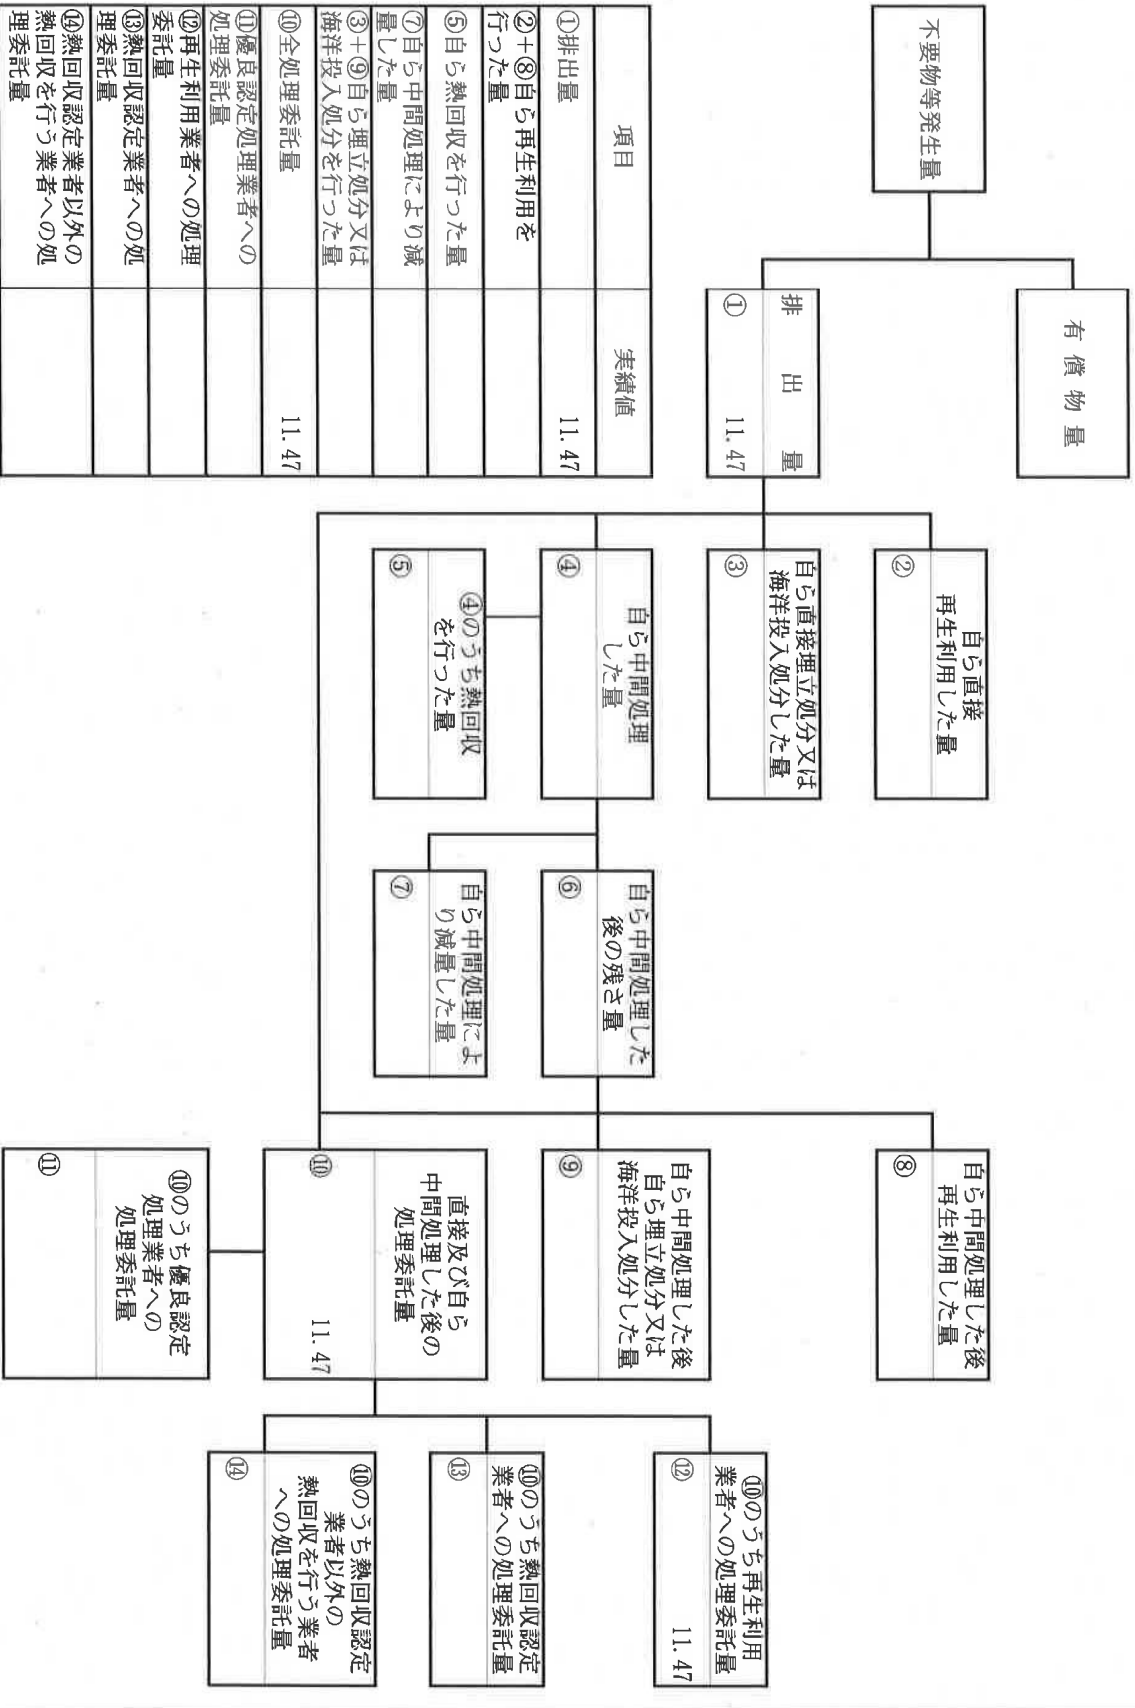 不要物等発生量
有償物量
排出量
① 11.47
自ら直接
再生利用した量
②
自ら直接埋立処分又は
海洋投入処分した量
③
自ら中間処理
した量
④
④のうち熱回収
を行った量
⑤
自ら中間処理した
後の残さ量
⑥
自ら中間処理によ
り減量した量
⑦
自ら中間処理した後
再生利用した量
⑧
自ら中間処理した後
自ら埋立処分又は
海洋投入処分した量
⑨
直接及び自ら
中間処理した後の
処理委託量
⑩ 11.47
⑩のうち優良認定
処理業者への
処理委託量
⑪
⑩のうち再生利用
業者への処理委託量
⑫ 11.47
⑩のうち熱回収認定
業者への処理委託量
⑬
⑩のうち熱回収認定
業者以外の
熱回収を行う業者
への処理委託量
⑭
項目 実績値
①排出量 11.47
②+⑧自ら再生利用を
行った量
⑤自ら熱回収を行った量
⑦自ら中間処理により減
量した量
③+⑨自ら埋立処分又は
海洋投入処分を行った量
⑩全処理委託量 11.47
⑪優良認定処理業者への
処理委託量
⑫再生利用業者への処理
委託量
⑬熱回収認定業者への処
理委託量
⑭熱回収認定業者以外の
熱回収を行う業者への処
理委託量